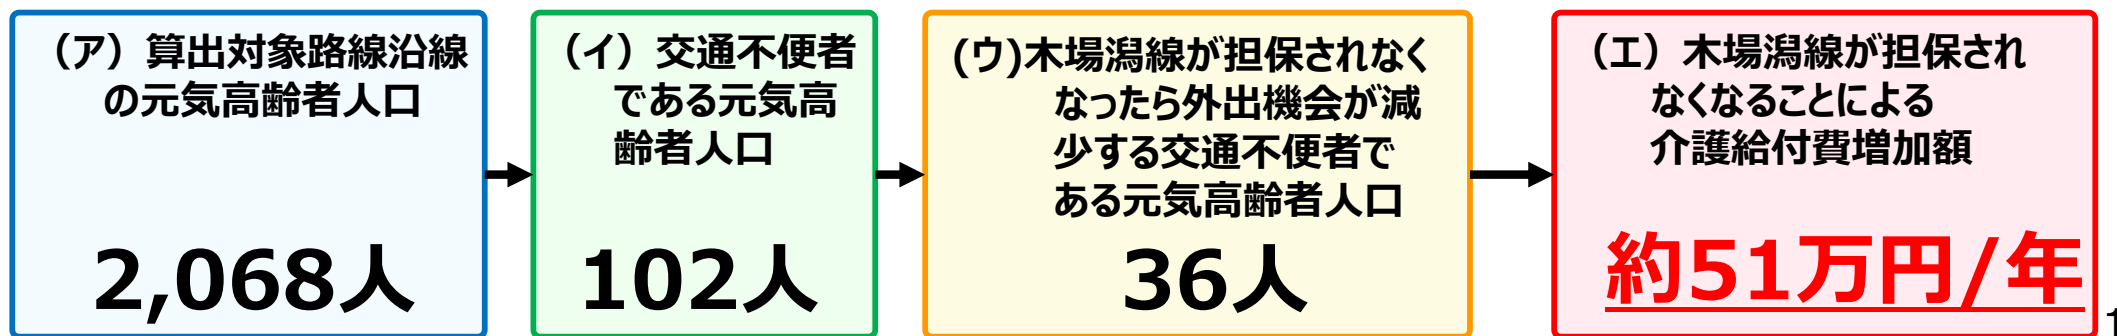 （ア）算出対象路線沿線
の元気高齢者人口
2,068人
（イ）交通不便者
である元気高
齢者人口
102人
(ウ)木場潟線が担保されなく
なったら外出機会が減
少する交通不便者で
ある元気高齢者人口
36人
（エ）木場潟線が担保され
なくなることによる
介護給付費増加額
約51万円/年